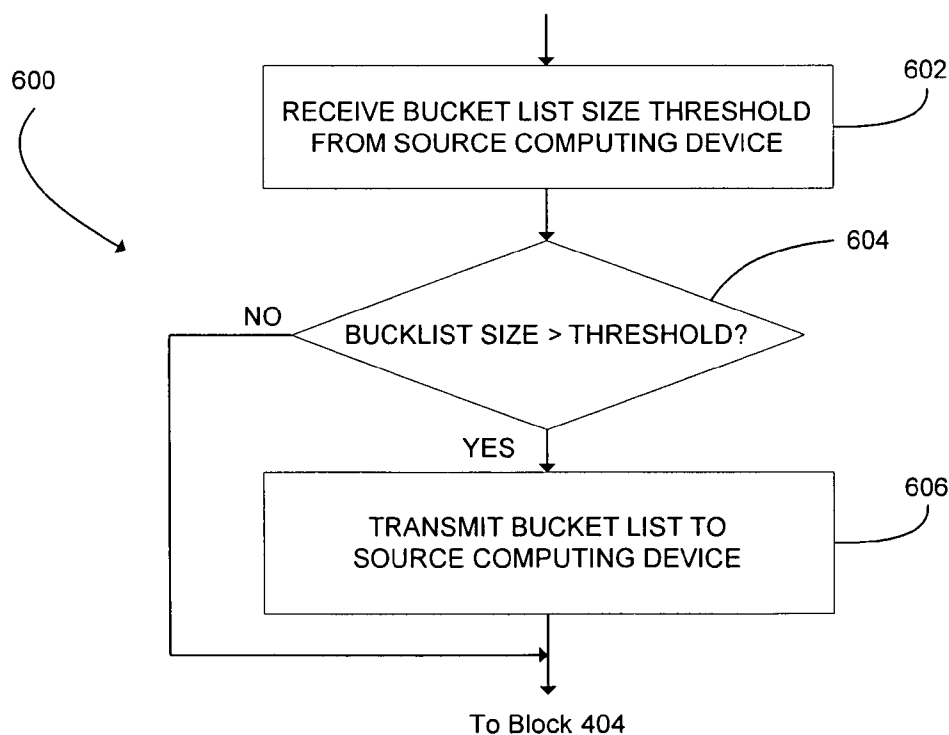 600
602
RECEIVE BUCKET LIST SIZE THRESHOLD
FROM SOURCE COMPUTING DEVICE
604
NO
BUCKLIST SIZE > THRESHOLD?
YES
606
TRANSMIT BUCKET LIST TO
SOURCE COMPUTING DEVICE
To Block 404